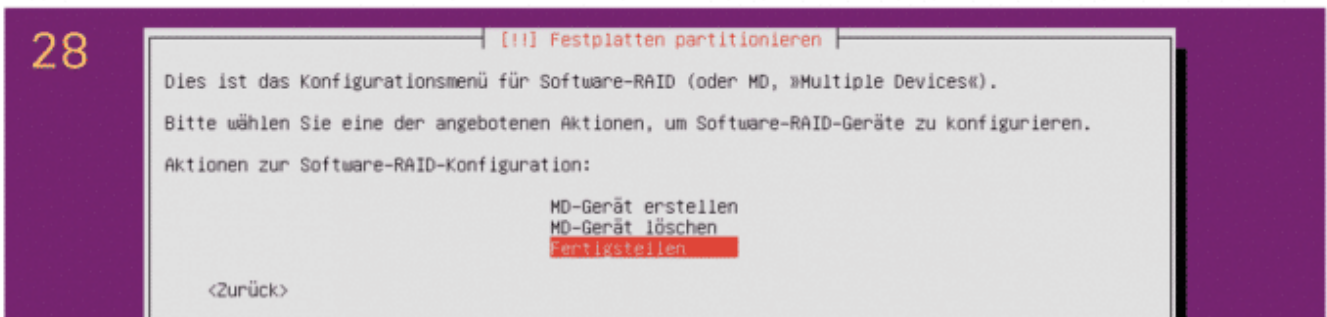 28
[!!] Festplatten partitionieren
Dies ist das Konfigurationsmenü für Software-RAID (oder MD, »Multiple Devices«).
Bitte wählen Sie eine der angebotenen Aktionen, um Software-RAID-Geräte zu konfigurieren.
Aktionen zur Software-RAID-Konfiguration:
MD-Gerät erstellen
MD-Gerät löschen
Fertigstellen
<Zurück>